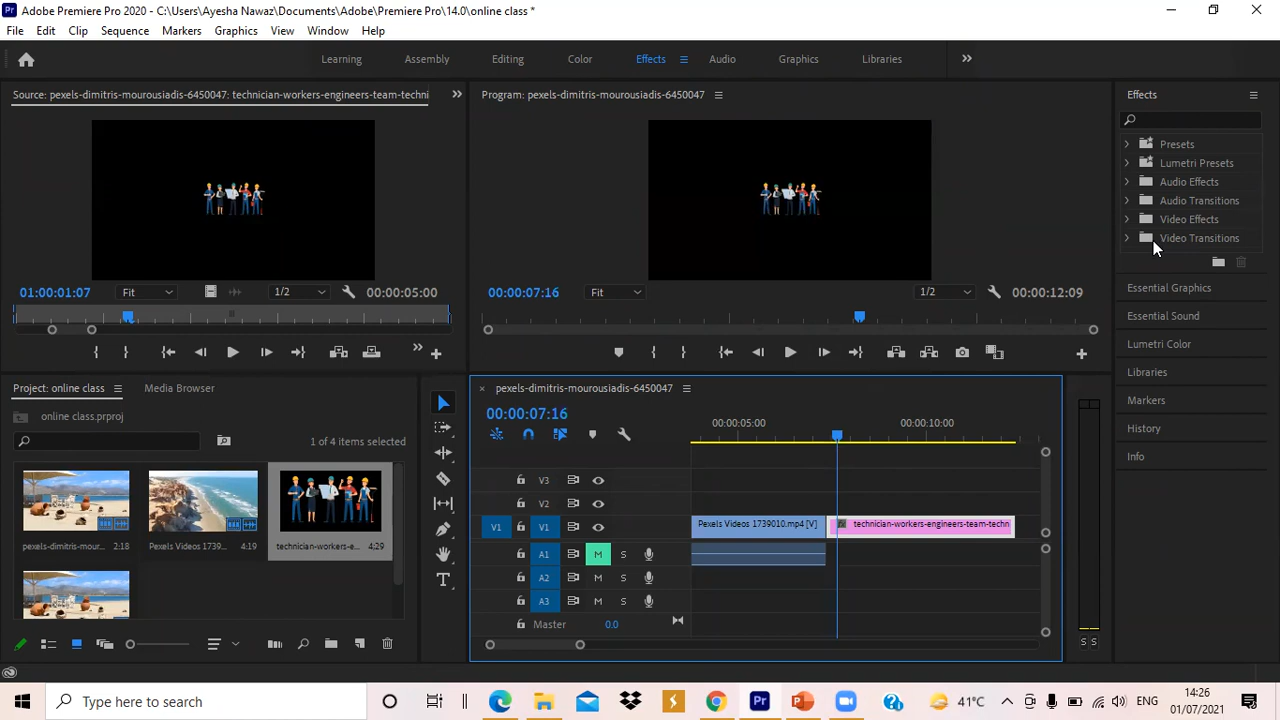 Adobe Premiere Pro 2020 - C:\Users\Ayesha Nawaz\Documents\Adobe\Premiere Pro\14.0\online class *
File Edit Clip Sequence Markers Graphics View Window Help
Learning Assembly Editing Color Effects Audio Graphics Libraries
Source: pexels-dimitris-mourousiadis-6450047: technician-workers-engineers-team-techni
Program: pexels-dimitris-mourousiadis-6450047
Effects
Presets
Lumetri Presets
Audio Effects
Audio Transitions
Video Effects
Video Transitions
Essential Graphics
Essential Sound
Lumetri Color
Libraries
Markers
History
Info
01:00:01:07 Fit 1/2 00:00:05:00
00:00:07:16 Fit 1/2 00:00:12:09
Project: online class Media Browser
online class.prproj
1 of 4 items selected
pexels-dimitris-mour... 2:18 Pexels Videos 1739... 4:19 technician-workers-e... 4:29
pexels-dimitris-mourousiadis-6450047
00:00:07:16
00:00:05:00 00:00:10:00
V3
V2
V1 V1 Pexels Videos 1739010.mp4 [V] fx technician-workers-engineers-team-techn
A1 M S
A2 M S
A3 M S
Master 0.0
S S
Pr Type here to search 41°C ENG 14:26
01/07/2021